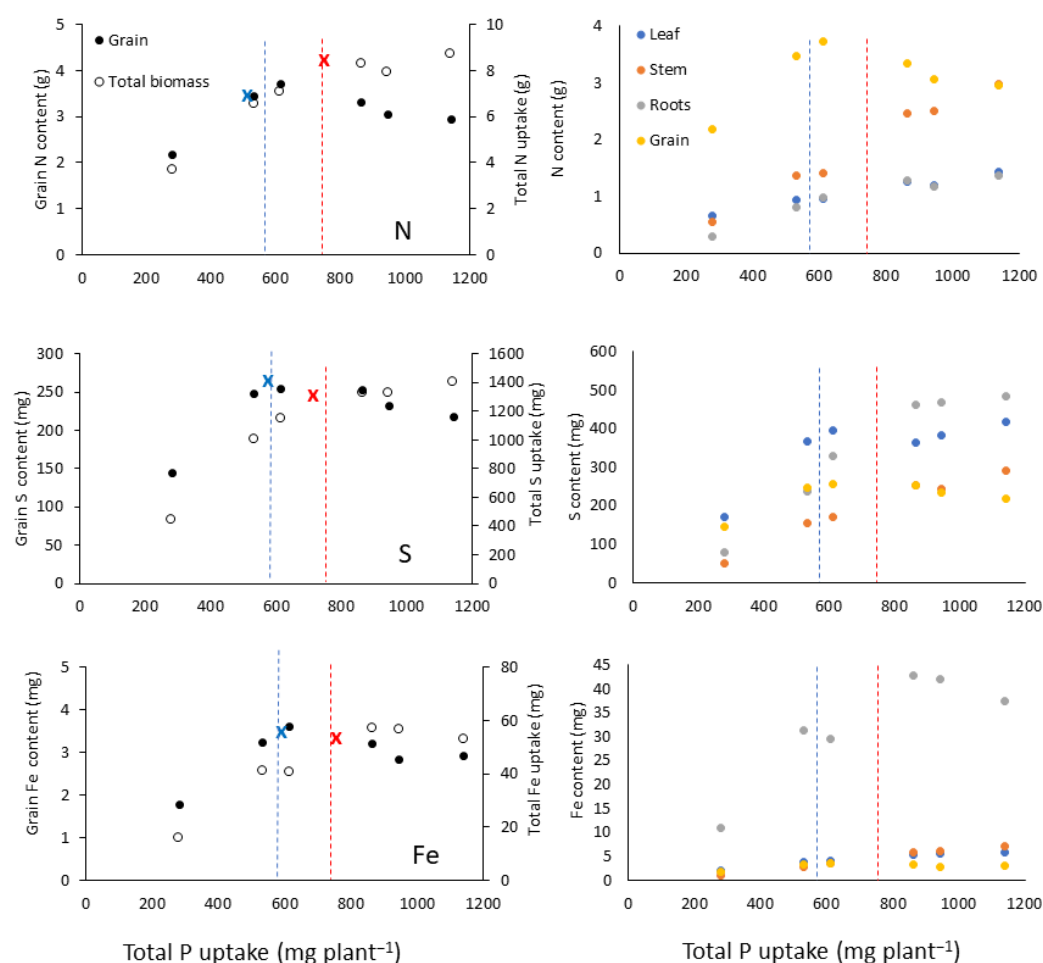 5
4
3
2
1
0
Grain N content (g)
Grain
Total biomass
X
X
N
10
8
6
4
2
0
Total N uptake (g)
0 200 400 600 800 1000 1200
4
3
2
1
0
N content (g)
Leaf
Stem
Roots
Grain
0 200 400 600 800 1000 1200
300
250
200
150
100
50
0
Grain S content (mg)
X
X
S
1600
1400
1200
1000
800
600
400
200
0
Total S uptake (mg)
0 200 400 600 800 1000 1200
600
500
400
300
200
100
0
S content (mg)
0 200 400 600 800 1000 1200
5
4
3
2
1
0
Grain Fe content (mg)
X
X
Fe
80
60
40
20
0
Total Fe uptake (mg)
0 200 400 600 800 1000 1200
Total P uptake (mg plant⁻¹)
45
40
35
30
25
20
15
10
5
0
Fe content (mg)
0 200 400 600 800 1000 1200
Total P uptake (mg plant⁻¹)